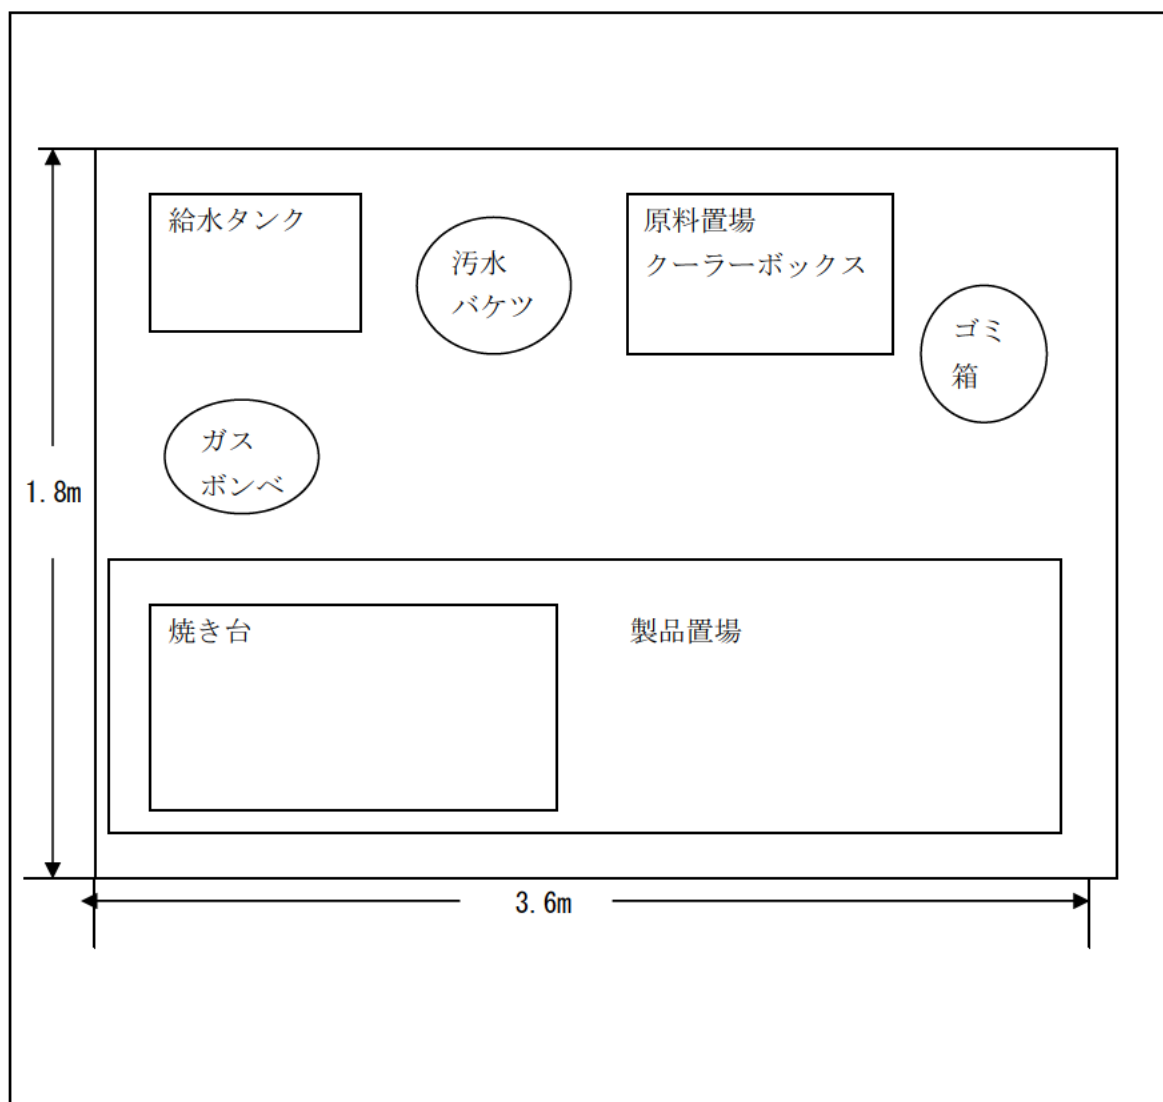 給水タンク
汚水
バケツ
原料置場
クーラーボックス
ゴミ
箱
ガス
ボンベ
1.8m
焼き台
製品置場
3.6m